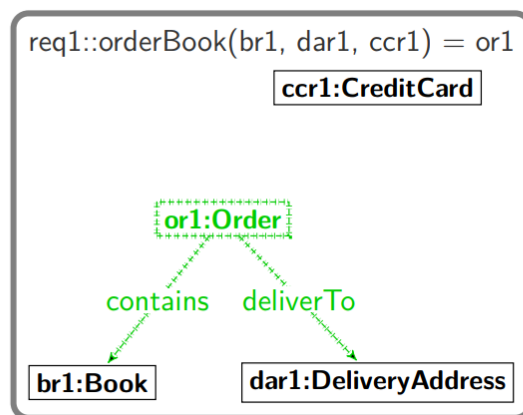 req1::orderBook(br1, dar1, ccr1) = or1
ccr1:CreditCard
or1:Order
contains
deliverTo
br1:Book
dar1:DeliveryAddress